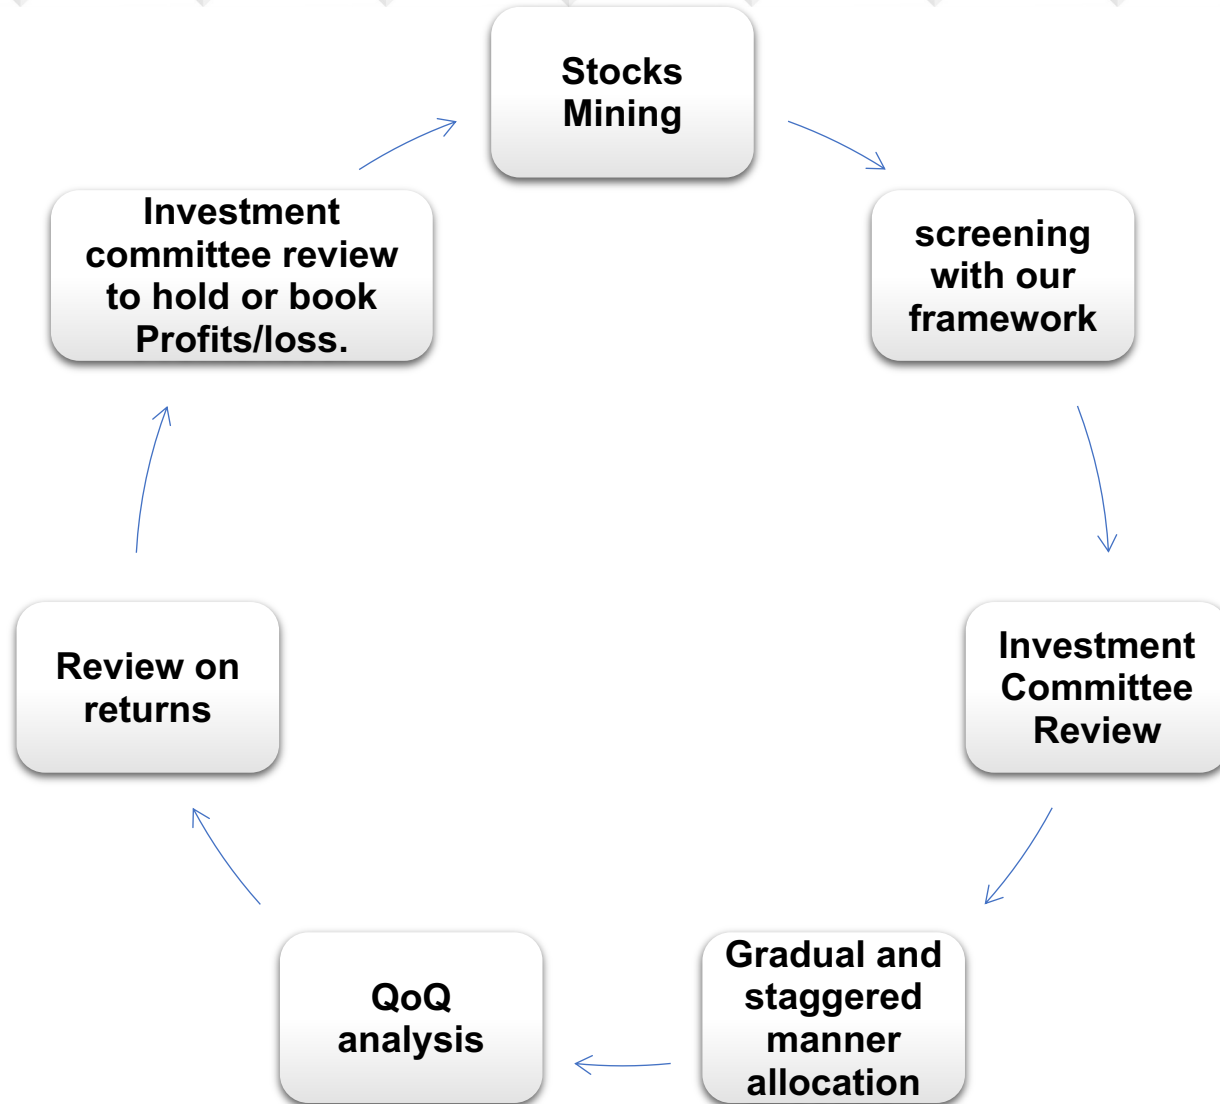 Stocks
Mining
screening
with our
framework
Investment
Committee
Review
Gradual and
staggered
manner
allocation
QoQ
analysis
Review on
returns
Investment
committee review
to hold or book
Profits/loss.